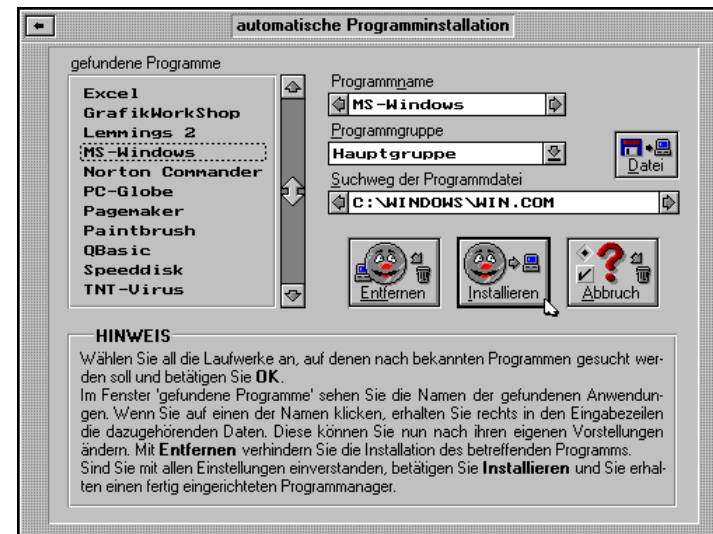 automatische Programminstallation
gefundene Programme
Excel
GrafikWorkShop
Lemmings 2
MS-Windows
Norton Commander
PC-Globe
Pagemaker
Paintbrush
QBasic
Speeddisk
TNT-Virus
Programmname
MS-Windows
Programmgruppe
Hauptgruppe
Datei
Suchweg der Programmdatei
C:\WINDOWS\WIN.COM
Entfernen
Installieren
Abbruch
HINWEIS
Wählen Sie all die Laufwerke an, auf denen nach bekannten Programmen gesucht wer-
den soll und betätigen Sie OK.
Im Fenster 'gefundene Programme' sehen Sie die Namen der gefundenen Anwendun-
gen. Wenn Sie auf einen der Namen klicken, erhalten Sie rechts in den Eingabezeilen
die dazugehörenden Daten. Diese können Sie nun nach ihren eigenen Vorstellungen
ändern. Mit Entfernen verhindern Sie die Installation des betreffenden Programms.
Sind Sie mit allen Einstellungen einverstanden, betätigen Sie Installieren und Sie erhal-
ten einen fertig eingerichteten Programmanager.